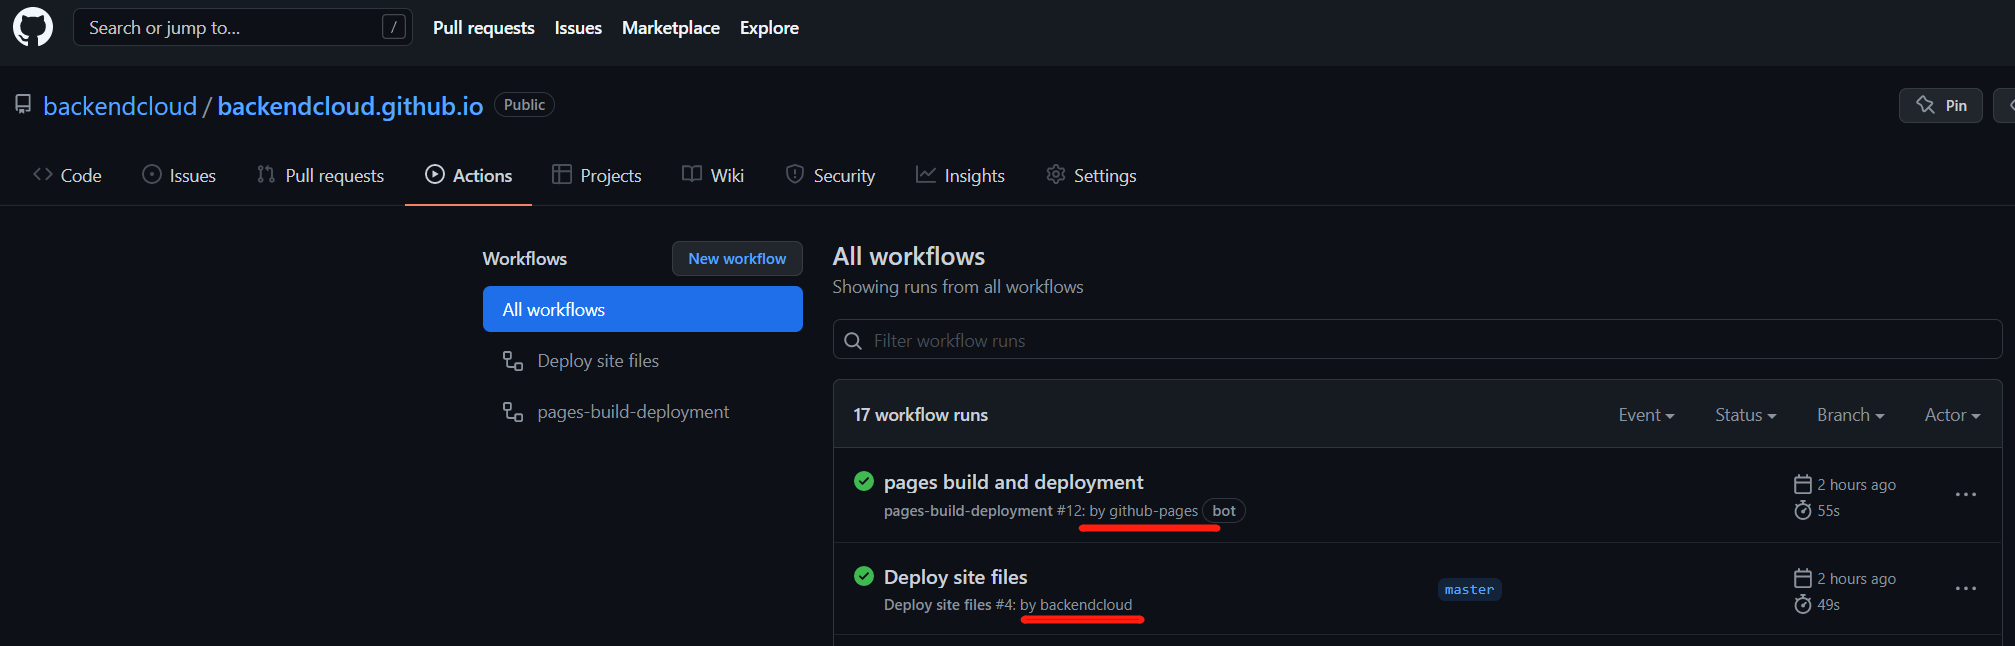 Search or jump to... /
Pull requests Issues Marketplace Explore
backendcloud / backendcloud.github.io Public
Pin
Code Issues Pull requests Actions Projects Wiki Security Insights Settings
Workflows
New workflow
All workflows
Deploy site files
pages-build-deployment
All workflows
Showing runs from all workflows
Filter workflow runs
17 workflow runs
Event Status Branch Actor
pages build and deployment
pages-build-deployment #12: by github-pages bot
2 hours ago
55s
Deploy site files
Deploy site files #4: by backendcloud
master
2 hours ago
49s